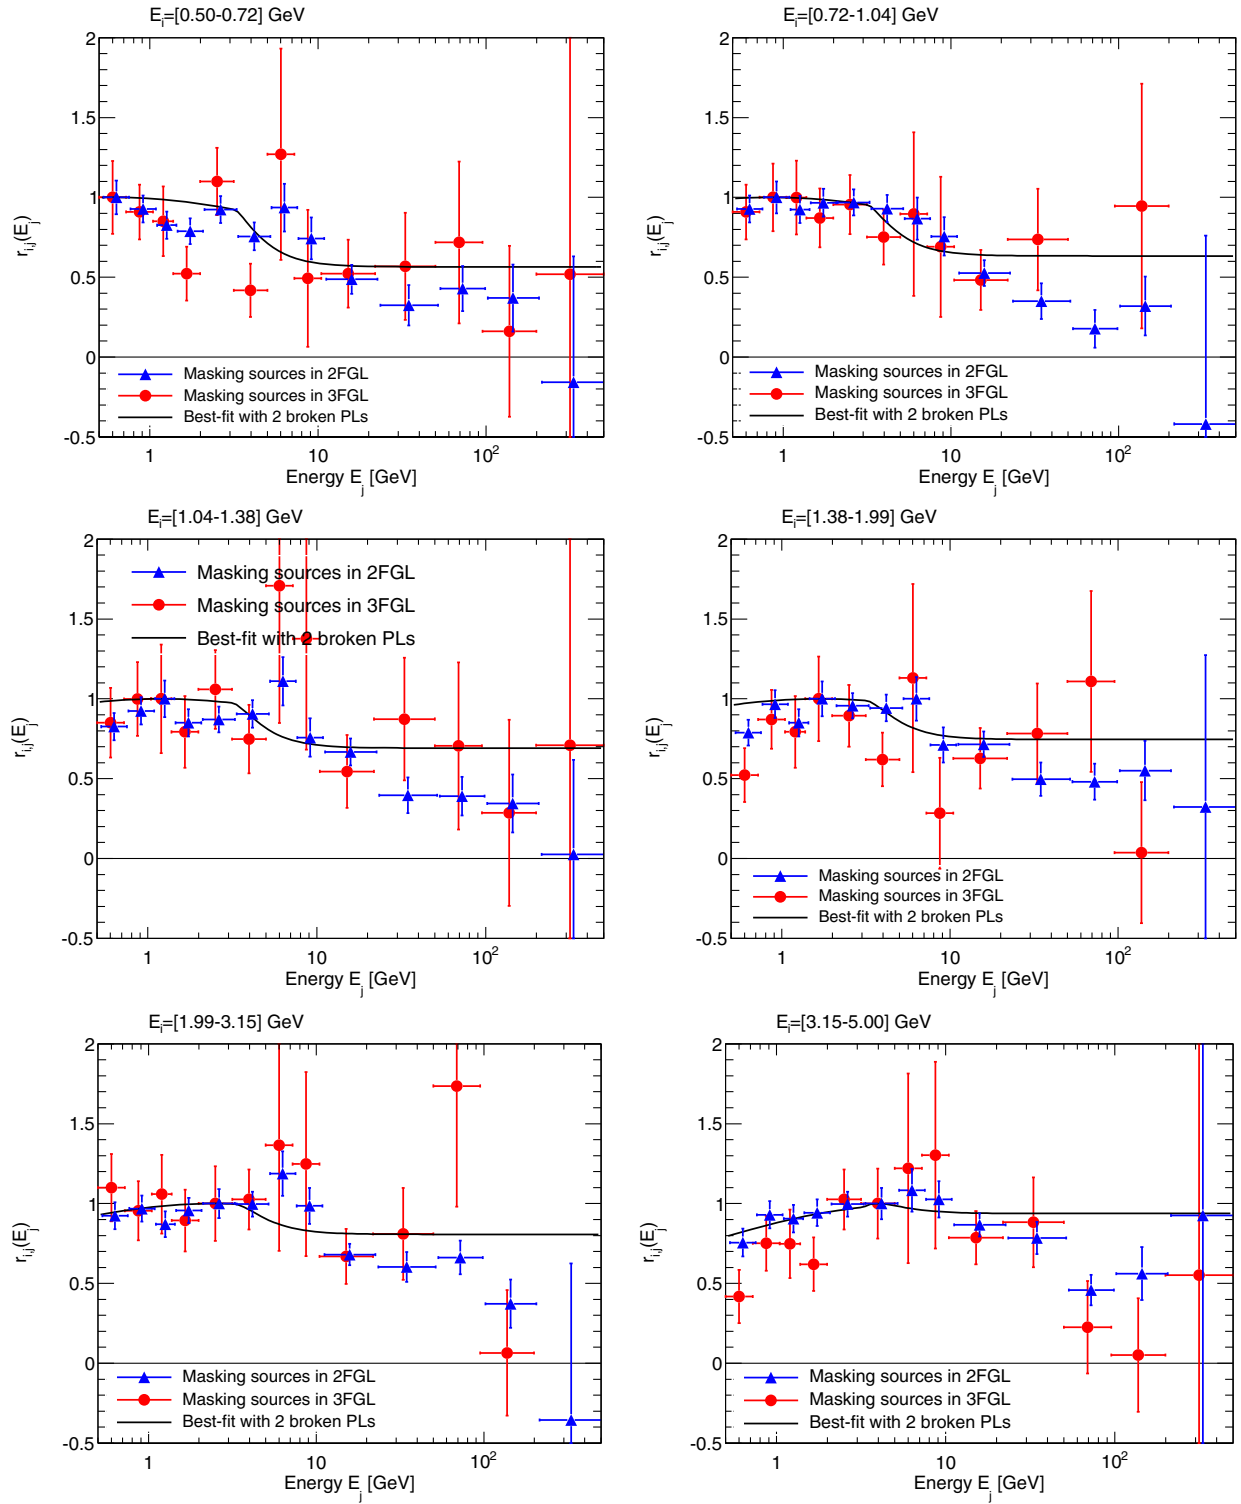 E_i=[0.50-0.72] GeV
r_{i,j}(E_j)
2
1.5
1
0.5
0
-0.5
Masking sources in 2FGL
Masking sources in 3FGL
Best-fit with 2 broken PLs
1 10 10^2
Energy E_j [GeV]
E_i=[0.72-1.04] GeV
r_{i,j}(E_j)
2
1.5
1
0.5
0
-0.5
Masking sources in 2FGL
Masking sources in 3FGL
Best-fit with 2 broken PLs
1 10 10^2
Energy E_j [GeV]
E_i=[1.04-1.38] GeV
r_{i,j}(E_j)
2
1.5
1
0.5
0
-0.5
Masking sources in 2FGL
Masking sources in 3FGL
Best-fit with 2 broken PLs
1 10 10^2
Energy E_j [GeV]
E_i=[1.38-1.99] GeV
r_{i,j}(E_j)
2
1.5
1
0.5
0
-0.5
Masking sources in 2FGL
Masking sources in 3FGL
Best-fit with 2 broken PLs
1 10 10^2
Energy E_j [GeV]
E_i=[1.99-3.15] GeV
r_{i,j}(E_j)
2
1.5
1
0.5
0
-0.5
Masking sources in 2FGL
Masking sources in 3FGL
Best-fit with 2 broken PLs
1 10 10^2
Energy E_j [GeV]
E_i=[3.15-5.00] GeV
r_{i,j}(E_j)
2
1.5
1
0.5
0
-0.5
Masking sources in 2FGL
Masking sources in 3FGL
Best-fit with 2 broken PLs
1 10 10^2
Energy E_j [GeV]